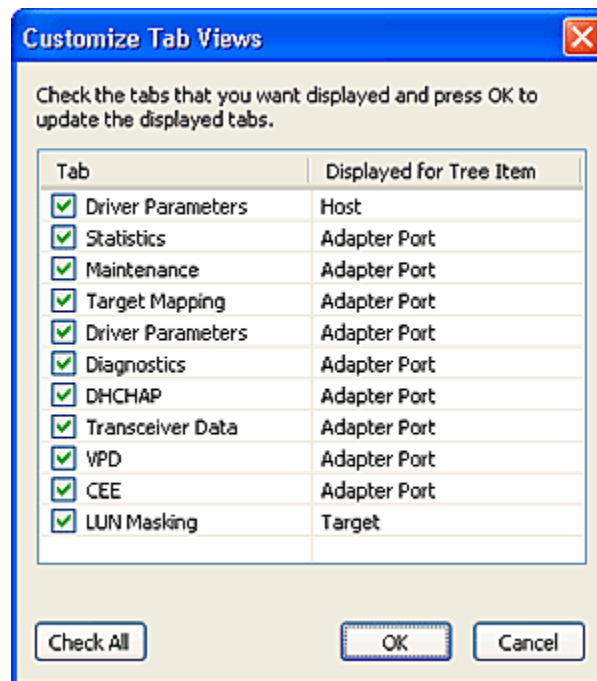 Customize Tab Views
Check the tabs that you want displayed and press OK to
update the displayed tabs.
Tab Displayed for Tree Item
Driver Parameters Host
Statistics Adapter Port
Maintenance Adapter Port
Target Mapping Adapter Port
Driver Parameters Adapter Port
Diagnostics Adapter Port
DHCHAP Adapter Port
Transceiver Data Adapter Port
VPD Adapter Port
CEE Adapter Port
LUN Masking Target
Check All OK Cancel